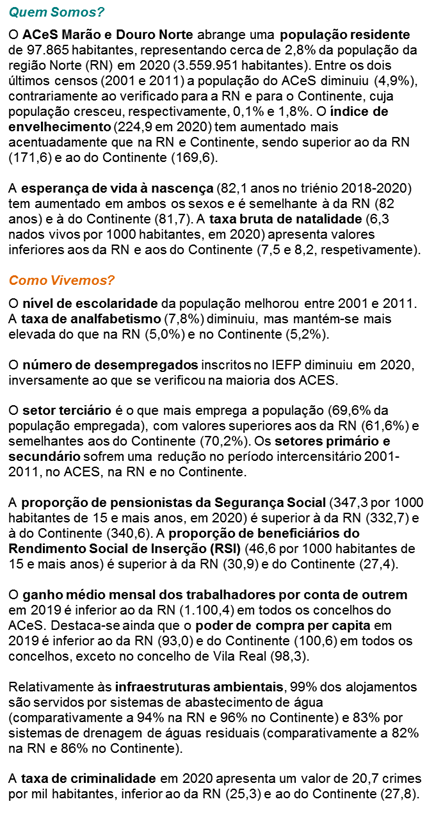 Quem Somos?
O ACeS Marão e Douro Norte abrange uma população residente
de 97.865 habitantes, representando cerca de 2,8% da população da
região Norte (RN) em 2020 (3.559.951 habitantes). Entre os dois
últimos censos (2001 e 2011) a população do ACeS diminuiu (4,9%),
contrariamente ao verificado para a RN e para o Continente, cuja
população cresceu, respectivamente, 0,1% e 1,8%. O índice de
envelhecimento (224,9 em 2020) tem aumentado mais
acentuadamente que na RN e Continente, sendo superior ao da RN
(171,6) e ao do Continente (169,6).
A esperança de vida à nascença (82,1 anos no triénio 2018-2020)
tem aumentado em ambos os sexos e é semelhante à da RN (82
anos) e à do Continente (81,7). A taxa bruta de natalidade (6,3
nados vivos por 1000 habitantes, em 2020) apresenta valores
inferiores aos da RN e aos do Continente (7,5 e 8,2, respetivamente).
Como Vivemos?
O nível de escolaridade da população melhorou entre 2001 e 2011.
A taxa de analfabetismo (7,8%) diminuiu, mas mantém-se mais
elevada do que na RN (5,0%) e no Continente (5,2%).
O número de desempregados inscritos no IEFP diminuiu em 2020,
inversamente ao que se verificou na maioria dos ACES.
O setor terciário é o que mais emprega a população (69,6% da
população empregada), com valores superiores aos da RN (61,6%) e
semelhantes aos do Continente (70,2%). Os setores primário e
secundário sofrem uma redução no período intercensitário 2001-
2011, no ACES, na RN e no Continente.
A proporção de pensionistas da Segurança Social (347,3 por 1000
habitantes de 15 e mais anos, em 2020) é superior à da RN (332,7) e
à do Continente (340,6). A proporção de beneficiários do
Rendimento Social de Inserção (RSI) (46,6 por 1000 habitantes de
15 e mais anos) é superior à da RN (30,9) e do Continente (27,4).
O ganho médio mensal dos trabalhadores por conta de outrem
em 2019 é inferior ao da RN (1.100,4) em todos os concelhos do
ACeS. Destaca-se ainda que o poder de compra per capita em
2019 é inferior ao da RN (93,0) e do Continente (100,6) em todos os
concelhos, exceto no concelho de Vila Real (98,3).
Relativamente às infraestruturas ambientais, 99% dos alojamentos
são servidos por sistemas de abastecimento de água
(comparativamente a 94% na RN e 96% no Continente) e 83% por
sistemas de drenagem de águas residuais (comparativamente a 82%
na RN e 86% no Continente).
A taxa de criminalidade em 2020 apresenta um valor de 20,7 crimes
por mil habitantes, inferior ao da RN (25,3) e ao do Continente (27,8).